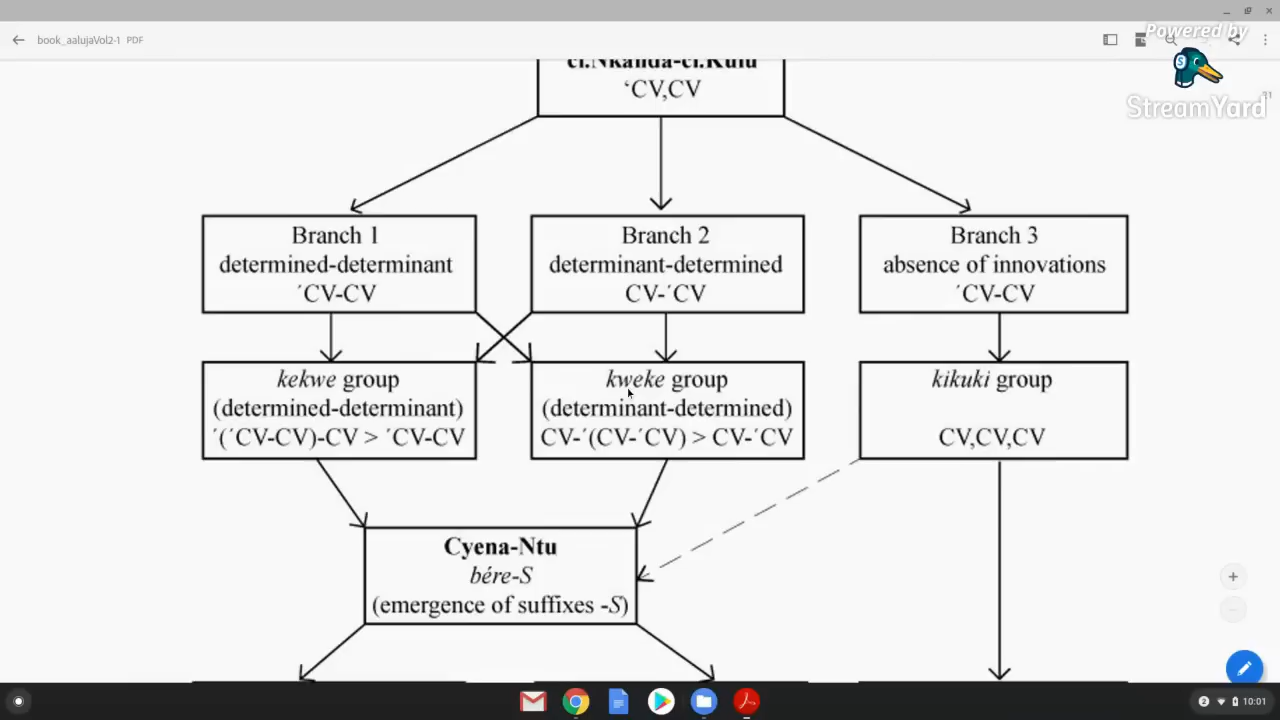 book_aalujaVol2-1 PDF
Powered by
StreamYard
ci.Nkanda-ci.Kulu
‘CV,CV
Branch 1
determined-determinant
´CV-CV
Branch 2
determinant-determined
CV-´CV
Branch 3
absence of innovations
´CV-CV
kekwe group
(determined-determinant)
´(´CV-CV)-CV > ´CV-CV
kweke group
(determinant-determined)
CV-´(CV-´CV) > CV-´CV
kikuki group
CV,CV,CV
Cyena-Ntu
bére-S
(emergence of suffixes -S)
2
10:01